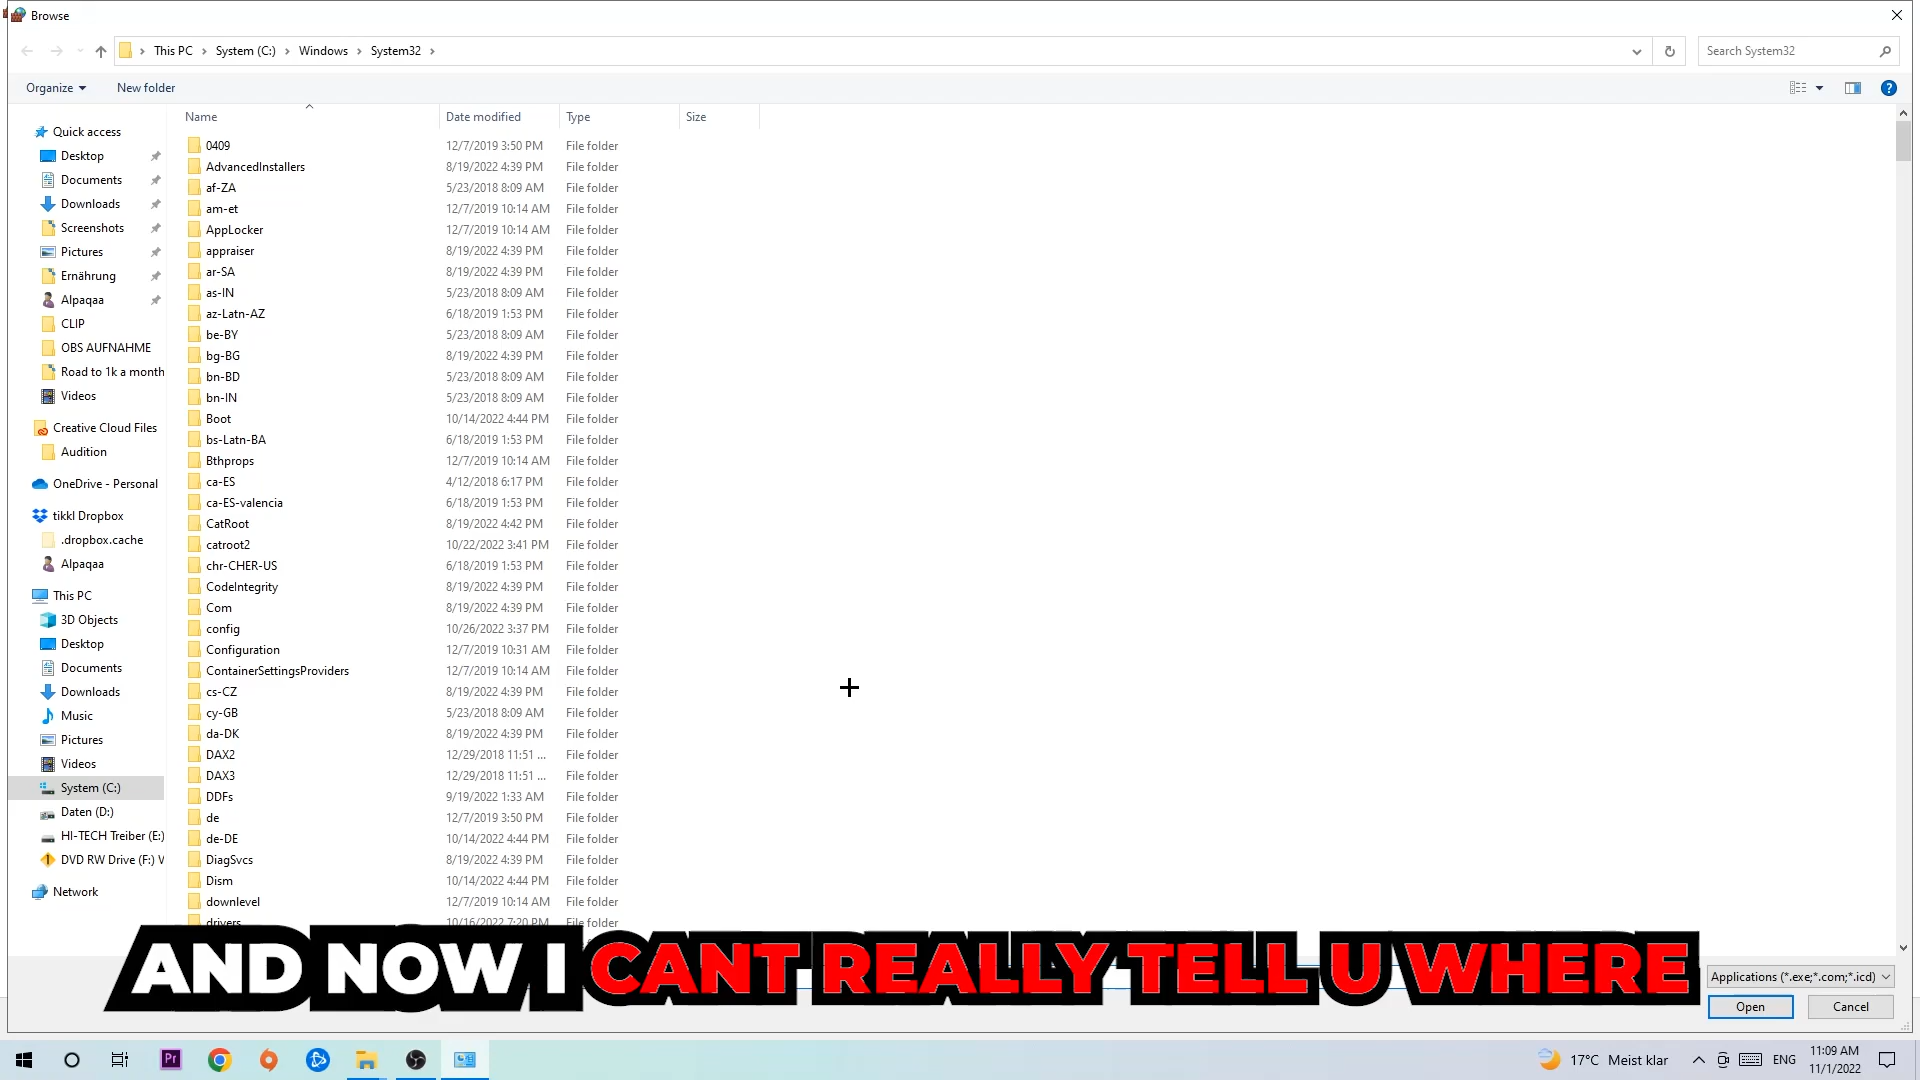 Browse
This PC > System (C:) > Windows > System32 >
Search System32
Organize
New folder
Name
Date modified
Type
Size
Quick access
Desktop
Documents
Downloads
Screenshots
Pictures
Ernährung
Alpaqaa
CLIP
OBS AUFNAHME
Road to 1k a month
Videos
Creative Cloud Files
Audition
OneDrive - Personal
tikkl Dropbox
.dropbox.cache
Alpaqaa
This PC
3D Objects
Desktop
Documents
Downloads
Music
Pictures
Videos
System (C:)
Daten (D:)
HI-TECH Treiber (E:)
DVD RW Drive (F:) V
Network
0409 12/7/2019 3:50 PM File folder
AdvancedInstallers 8/19/2022 4:39 PM File folder
af-ZA 5/23/2018 8:09 AM File folder
am-et 12/7/2019 10:14 AM File folder
AppLocker 12/7/2019 10:14 AM File folder
appraiser 8/19/2022 4:39 PM File folder
ar-SA 8/19/2022 4:39 PM File folder
as-IN 5/23/2018 8:09 AM File folder
az-Latn-AZ 6/18/2019 1:53 PM File folder
be-BY 5/23/2018 8:09 AM File folder
bg-BG 8/19/2022 4:39 PM File folder
bn-BD 5/23/2018 8:09 AM File folder
bn-IN 5/23/2018 8:09 AM File folder
Boot 10/14/2022 4:44 PM File folder
bs-Latn-BA 6/18/2019 1:53 PM File folder
Bthprops 12/7/2019 10:14 AM File folder
ca-ES 4/12/2018 6:17 PM File folder
ca-ES-valencia 6/18/2019 1:53 PM File folder
CatRoot 8/19/2022 4:42 PM File folder
catroot2 10/22/2022 3:41 PM File folder
chr-CHER-US 6/18/2019 1:53 PM File folder
CodeIntegrity 8/19/2022 4:39 PM File folder
Com 8/19/2022 4:39 PM File folder
config 10/26/2022 3:37 PM File folder
Configuration 12/7/2019 10:31 AM File folder
ContainerSettingsProviders 12/7/2019 10:14 AM File folder
cs-CZ 8/19/2022 4:39 PM File folder
cy-GB 5/23/2018 8:09 AM File folder
da-DK 8/19/2022 4:39 PM File folder
DAX2 12/29/2018 11:51 ... File folder
DAX3 12/29/2018 11:51 ... File folder
DDFs 9/19/2022 1:33 AM File folder
de 12/7/2019 3:50 PM File folder
de-DE 10/14/2022 4:44 PM File folder
DiagSvcs 8/19/2022 4:39 PM File folder
Dism 10/14/2022 4:44 PM File folder
downlevel 12/7/2019 10:14 AM File folder
drivers 10/16/2022 7:20 PM File folder
AND NOW I CANT REALLY TELL U WHERE
Applications (*.exe;*.com;*.icd)
Open
Cancel
Pr
17°C Meist klar
ENG
11:09 AM
11/1/2022